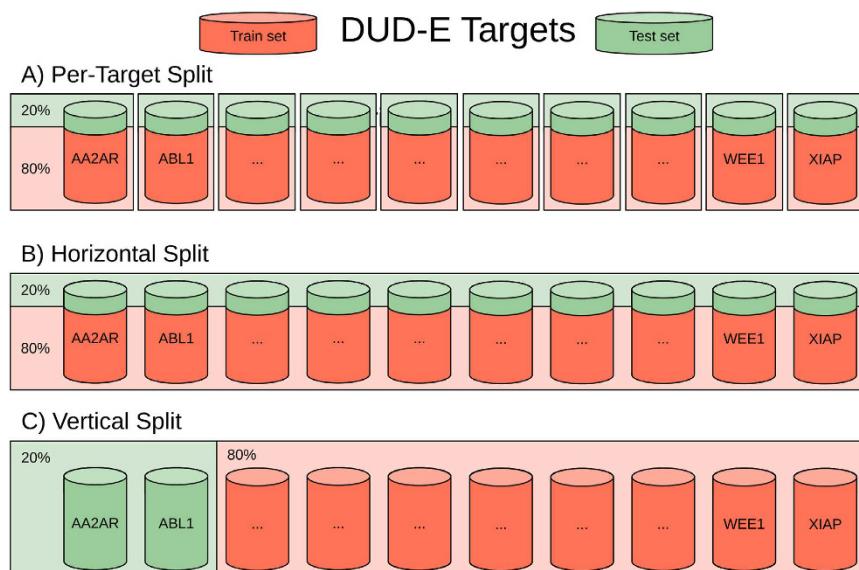 Train set DUD-E Targets Test set
A) Per-Target Split
20%
80% AA2AR ABL1 ... ... ... ... ... ... WEE1 XIAP
B) Horizontal Split
20%
80% AA2AR ABL1 ... ... ... ... ... ... WEE1 XIAP
C) Vertical Split
20% 80%
AA2AR ABL1 ... ... ... ... ... ... WEE1 XIAP